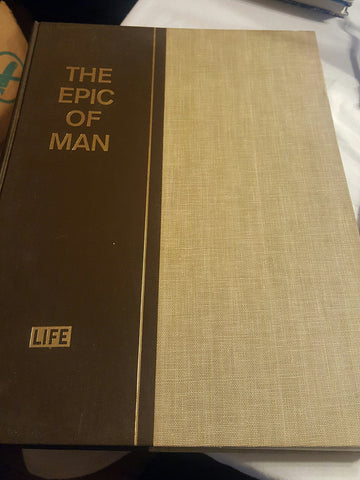 THE
EPIC
OF
MAN
LIFE